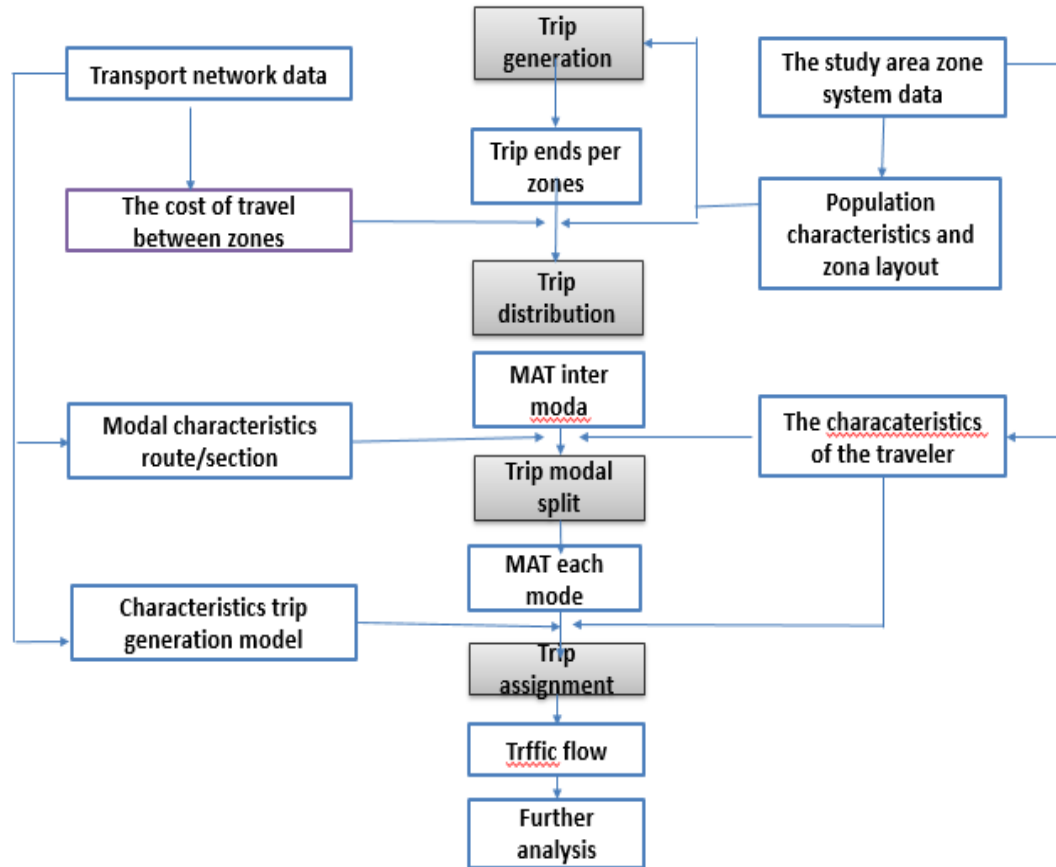 Trip
generation
Transport network data
The study area zone
system data
Trip ends per
zones
The cost of travel
between zones
Population
characteristics and
zona layout
Trip
distribution
MAT inter
moda
Modal characteristics
route/section
The characateristics
of the traveler
Trip modal
split
MAT each
mode
Characteristics trip
generation model
Trip
assignment
Trffic flow
Further
analysis